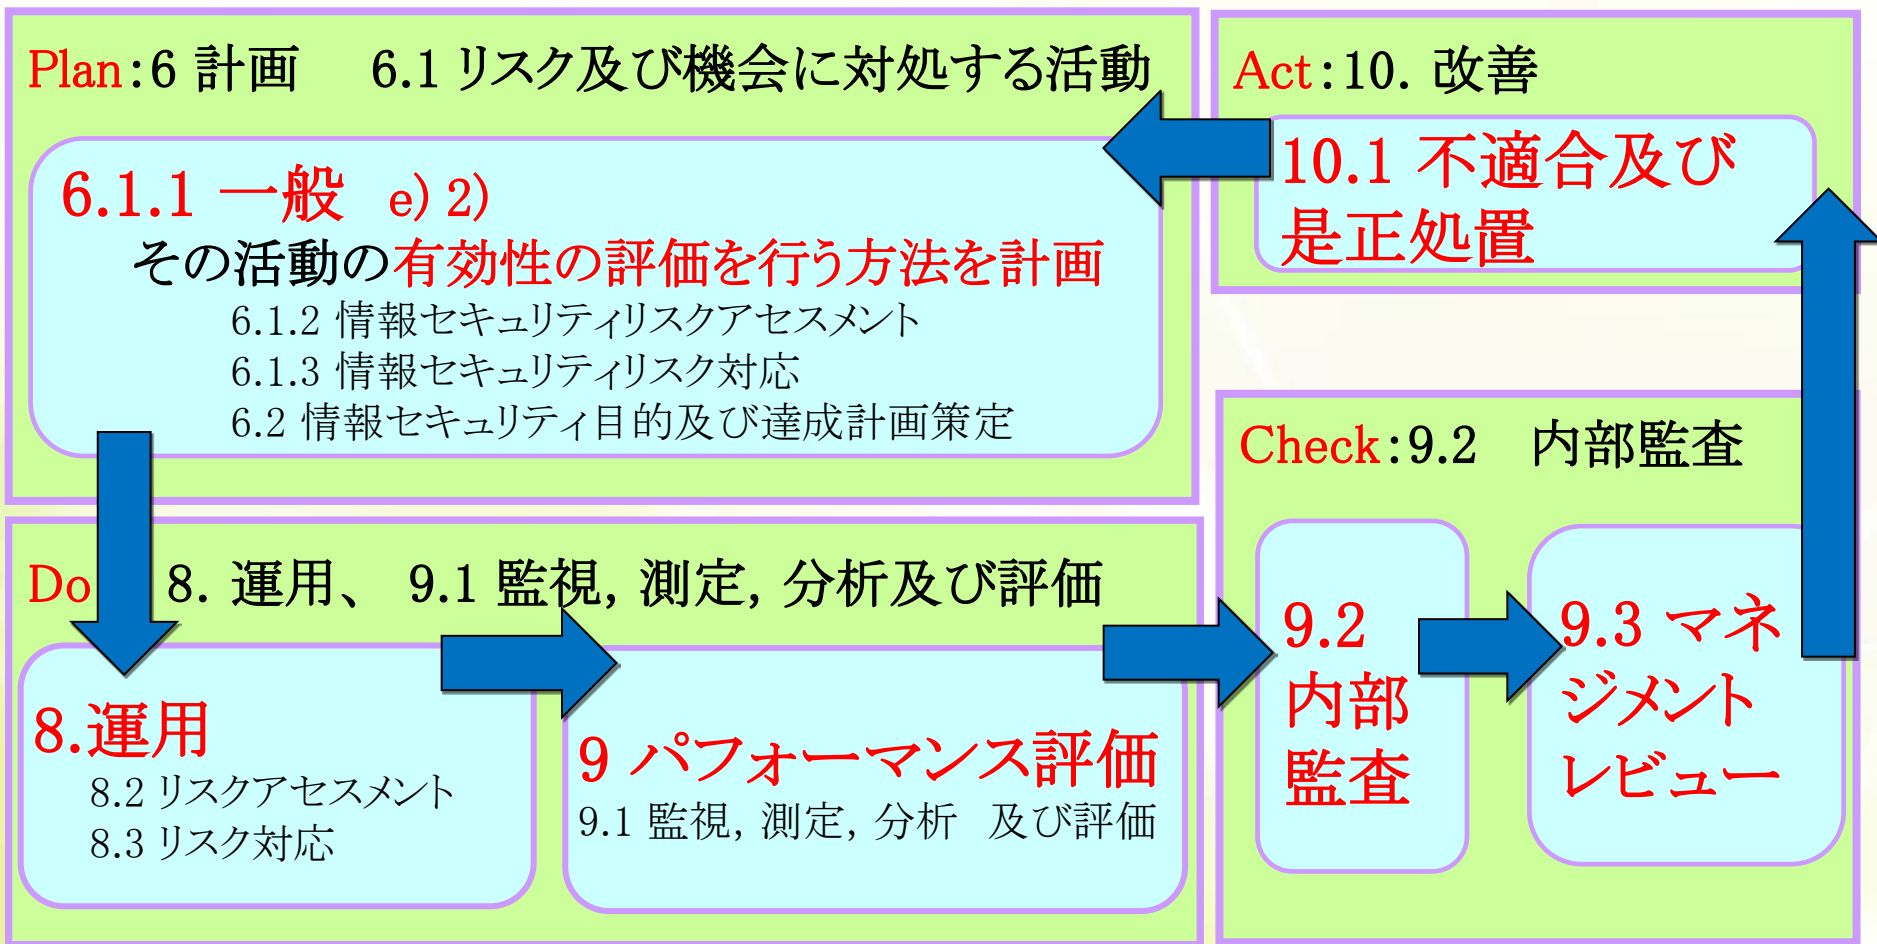 Plan:6 計画　6.1 リスク及び機会に対処する活動
6.1.1 一般　e) 2)
その活動の有効性の評価を行う方法を計画
6.1.2 情報セキュリティリスクアセスメント
6.1.3 情報セキュリティリスク対応
6.2 情報セキュリティ目的及び達成計画策定
Act:10. 改善
10.1 不適合及び
是正処置
Do 8. 運用、 9.1 監視, 測定, 分析及び評価
8.運用
8.2 リスクアセスメント
8.3 リスク対応
9 パフォーマンス評価
9.1 監視, 測定, 分析　及び評価
Check:9.2　内部監査
9.2
内部
監査
9.3 マネ
ジメント
レビュー